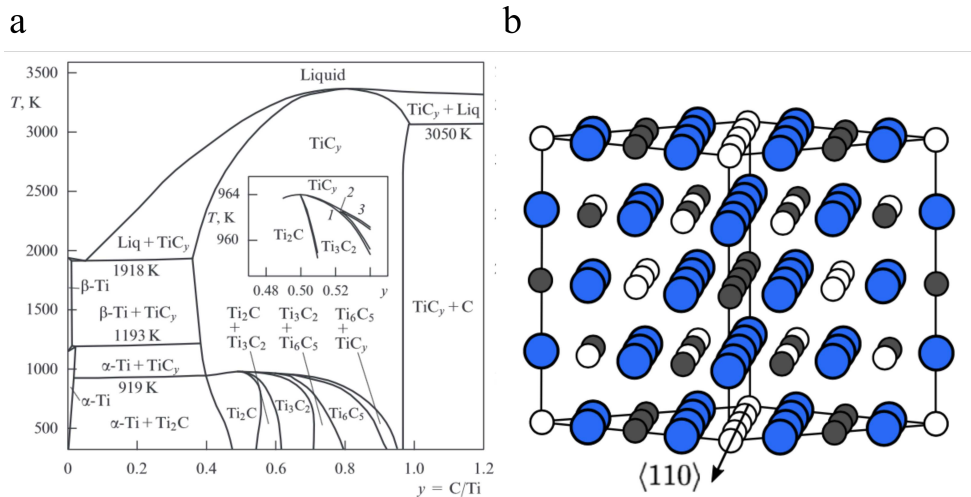 a
b
3500
T, K
3000
2500
2000
1500
1000
500
0
0.2
0.4
0.6
0.8
1.0
1.2
y = C/Ti
Liquid
TiCy + Liq
3050 K
TiCy
Liq + TiCy
1918 K
β-Ti
β-Ti + TiCy
1193 K
α-Ti + TiCy
919 K
α-Ti
α-Ti + Ti2C
964
T, K
960
TiCy
2
1
3
Ti2C
Ti3C2
0.48
0.50
0.52
y
Ti2C
+
Ti3C2
Ti3C2
+
Ti6C5
Ti6C5
+
TiCy
TiCy + C
Ti2C
Ti3C2
Ti6C5
⟨110⟩